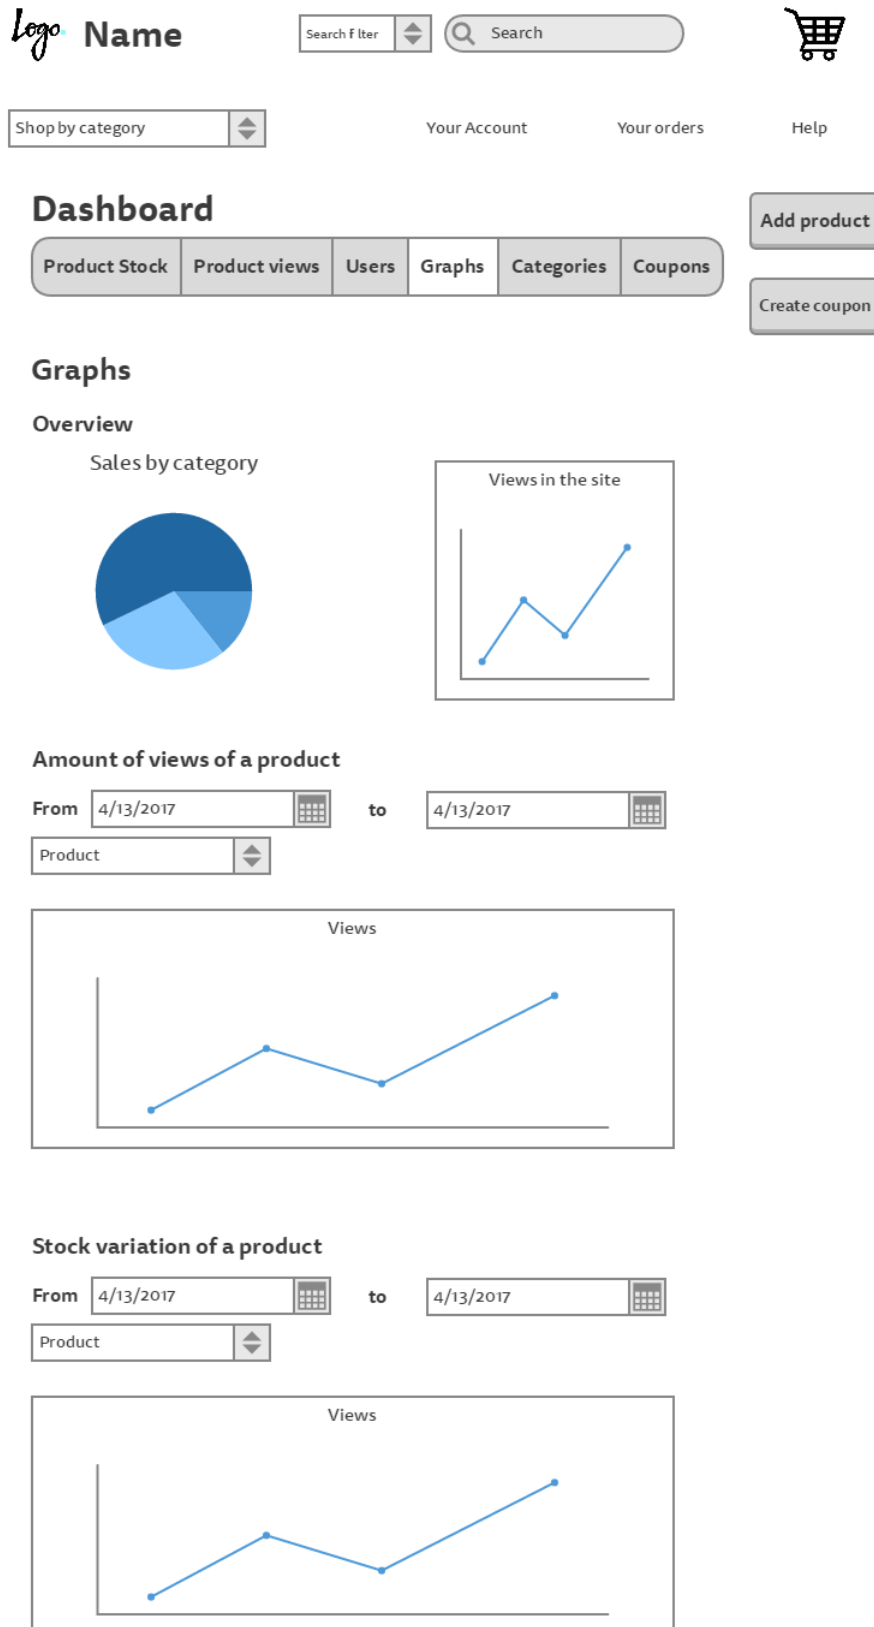 Logo Name
Search F lter
Search
Shop by category
Your Account
Your orders
Help
Dashboard
Add product
Product Stock
Product views
Users
Graphs
Categories
Coupons
Create coupon
Graphs
Overview
Sales by category
Views in the site
Amount of views of a product
From 4/13/2017 to 4/13/2017
Product
Views
Stock variation of a product
From 4/13/2017 to 4/13/2017
Product
Views